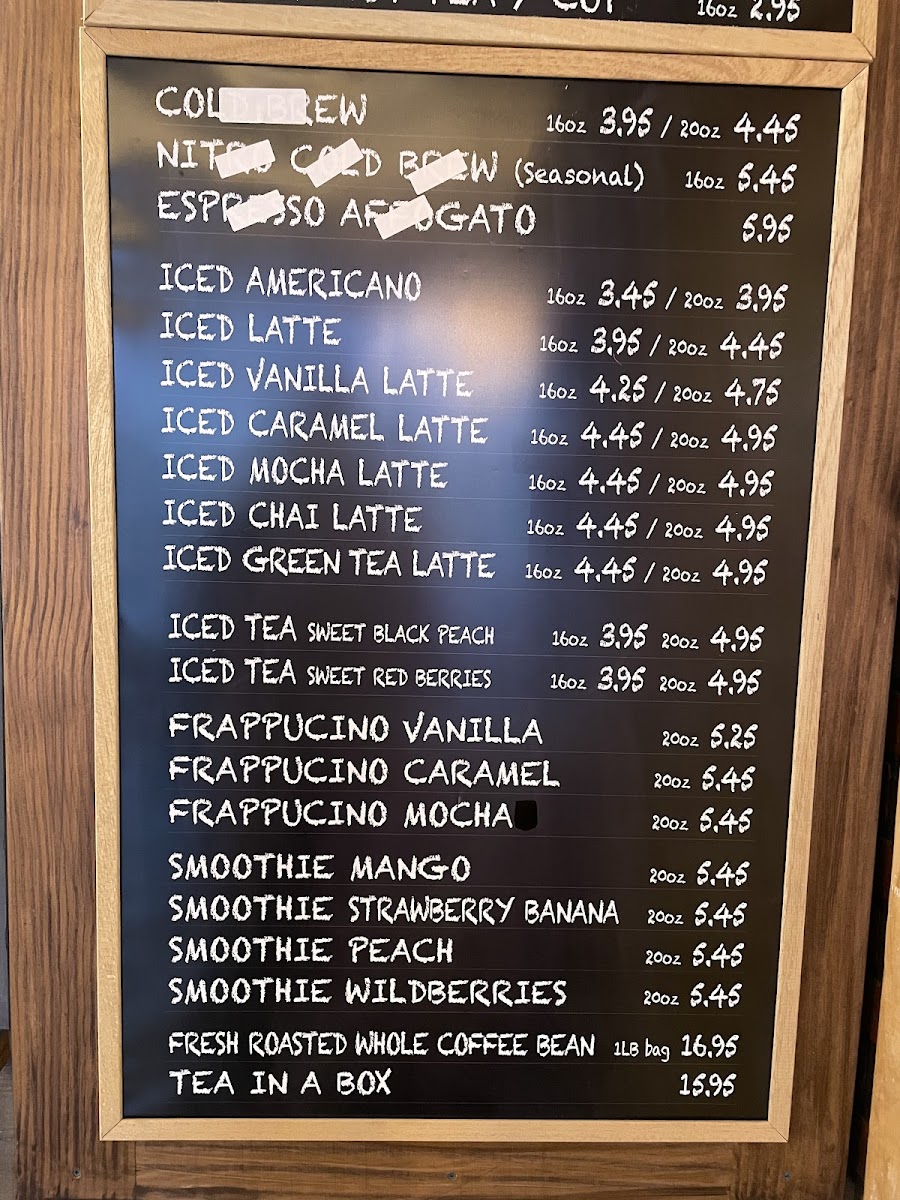 16oz 2.95
COLD BREW 16oz 3.95 / 20oz 4.45
NITRO COLD BREW (Seasonal) 16oz 5.45
ESPRESSO AFFOGATO 5.95
ICED AMERICANO 16oz 3.45 / 20oz 3.95
ICED LATTE 16oz 3.95 / 20oz 4.45
ICED VANILLA LATTE 16oz 4.25 / 20oz 4.75
ICED CARAMEL LATTE 16oz 4.45 / 20oz 4.95
ICED MOCHA LATTE 16oz 4.45 / 20oz 4.95
ICED CHAI LATTE 16oz 4.45 / 20oz 4.95
ICED GREEN TEA LATTE 16oz 4.45 / 20oz 4.95
ICED TEA SWEET BLACK PEACH 16oz 3.95 20oz 4.95
ICED TEA SWEET RED BERRIES 16oz 3.95 20oz 4.95
FRAPPUCINO VANILLA 20oz 5.25
FRAPPUCINO CARAMEL 20oz 5.45
FRAPPUCINO MOCHA 20oz 5.45
SMOOTHIE MANGO 20oz 5.45
SMOOTHIE STRAWBERRY BANANA 20oz 5.45
SMOOTHIE PEACH 20oz 5.45
SMOOTHIE WILDBERRIES 20oz 5.45
FRESH ROASTED WHOLE COFFEE BEAN 1LB bag 16.95
TEA IN A BOX 15.95